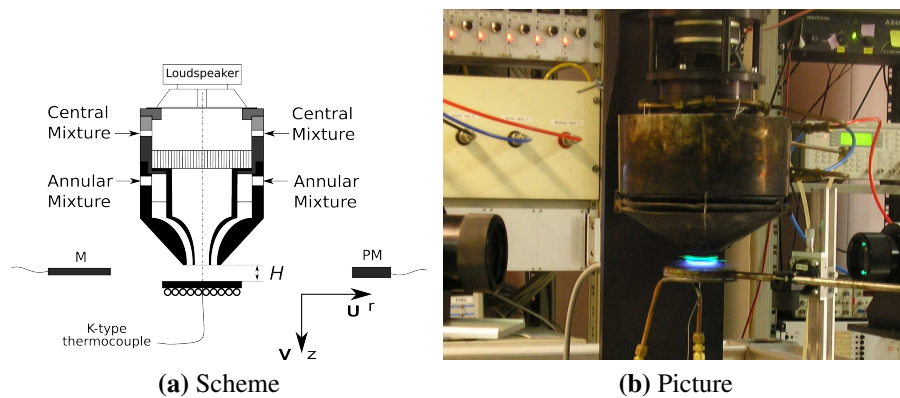 Loudspeaker
Central
Mixture
Central
Mixture
Annular
Mixture
Annular
Mixture
M
PM
H
U r
K-type
thermocouple
V z
(a) Scheme
(b) Picture